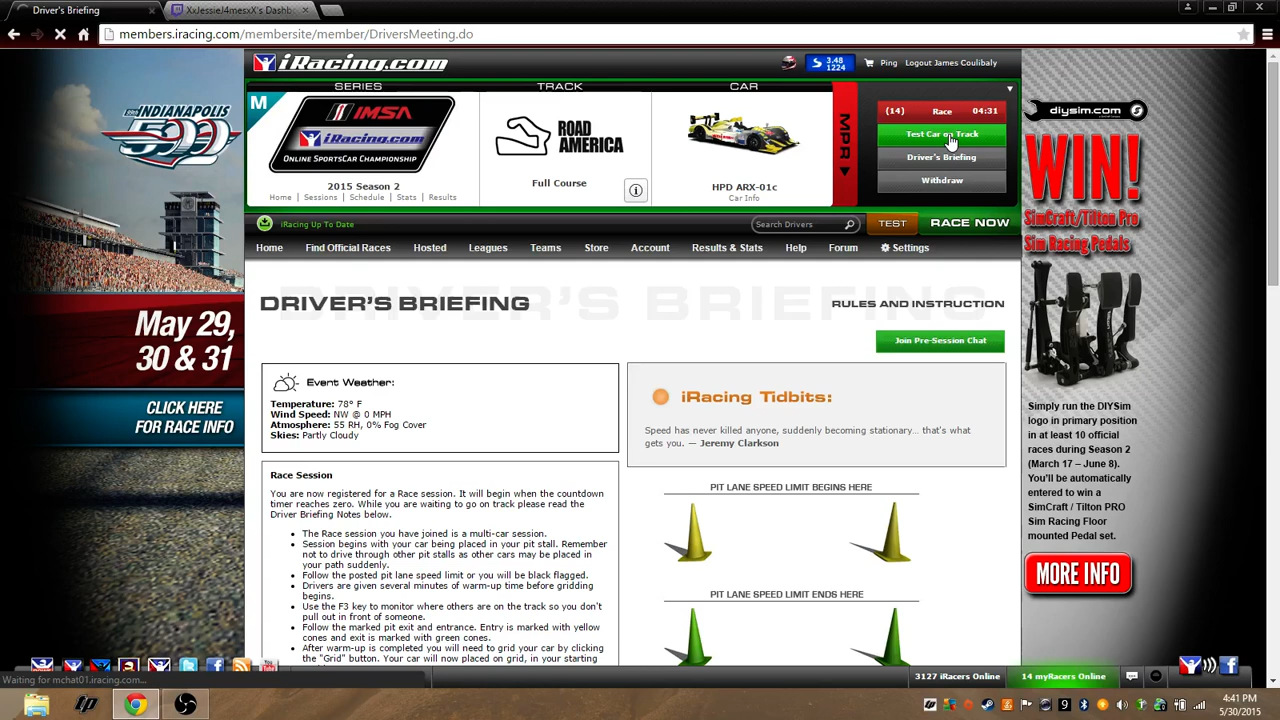 Driver's Briefing
XxJessieJ4mesxX's Dashb
members.iracing.com/membersite/member/DriversMeeting.do
iRacing.com
S 3.48
1224
Ping
Logout James Coulibaly
SERIES
TRACK
CAR
M
IMSA
iRacing.com
ONLINE SPORTSCAR CHAMPIONSHIP
2015 Season 2
Home | Sessions | Schedule | Stats | Results
ROAD
AMERICA
Full Course
HPD ARX-01c
Car Info
MPR
(14) Race 04:31
Test Car on Track
Driver's Briefing
Withdraw
iRacing Up To Date
Search Drivers
TEST
RACE NOW
Home
Find Official Races
Hosted
Leagues
Teams
Store
Account
Results & Stats
Help
Forum
Settings
INDIANAPOLIS
500
May 29,
30 & 31
CLICK HERE
FOR RACE INFO
DRIVER'S BRIEFING
RULES AND INSTRUCTION
Join Pre-Session Chat
Event Weather:
Temperature: 78° F
Wind Speed: NW @ 0 MPH
Atmosphere: 55 RH, 0% Fog Cover
Skies: Partly Cloudy
iRacing Tidbits:
Speed has never killed anyone, suddenly becoming stationary... that's what
gets you. — Jeremy Clarkson
Race Session
You are now registered for a Race session. It will begin when the countdown
timer reaches zero. While you are waiting to go on track please read the
Driver Briefing Notes below.
The Race session you have joined is a multi-car session.
Session begins with your car being placed in your pit stall. Remember
not to drive through other pit stalls as other cars may be placed in
your path suddenly.
Follow the posted pit lane speed limit or you will be black flagged.
Drivers are given several minutes of warm-up time before gridding
begins.
Use the F3 key to monitor where others are on the track so you don't
pull out in front of someone.
Follow the marked pit exit and entrance. Entry is marked with yellow
cones and exit is marked with green cones.
After warm-up is completed you will need to grid your car by clicking
the "Grid" button. Your car will now placed on grid, in your starting
PIT LANE SPEED LIMIT BEGINS HERE
PIT LANE SPEED LIMIT ENDS HERE
diysim.com
WIN!
SimCraft/Tilton Pro
Sim Racing Pedals
Simply run the DIYSim
logo in primary position
in at least 10 official
races during Season 2
(March 17 – June 8).
You'll be automatically
entered to win a
SimCraft / Tilton PRO
Sim Racing Floor
mounted Pedal set.
MORE INFO
Waiting for mchat01.iracing.com...
3127 iRacers Online
14 myRacers Online
4:41 PM
5/30/2015